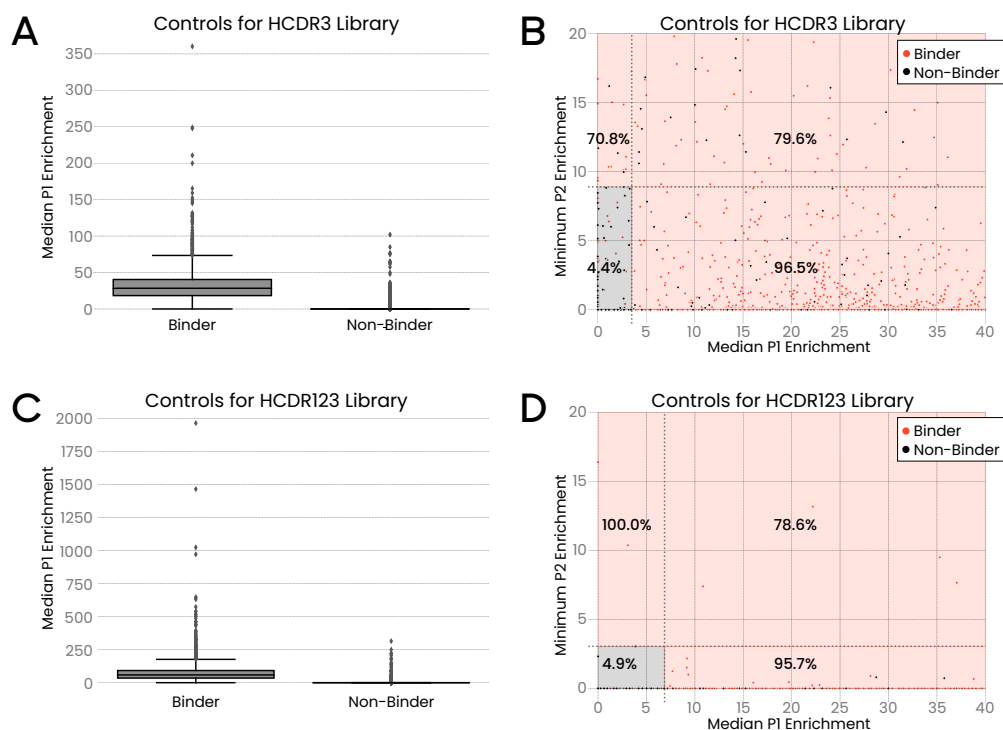 A
Controls for HCDR3 Library
Median P1 Enrichment
350
300
250
200
150
100
50
0
Binder
Non-Binder
B
Controls for HCDR3 Library
Minimum P2 Enrichment
20
15
10
5
0
Binder
Non-Binder
70.8%
79.6%
4.4%
96.5%
0
5
10
15
20
25
30
35
40
Median P1 Enrichment
C
Controls for HCDR123 Library
Median P1 Enrichment
2000
1750
1500
1250
1000
750
500
250
0
Binder
Non-Binder
D
Controls for HCDR123 Library
Minimum P2 Enrichment
20
15
10
5
0
Binder
Non-Binder
100.0%
78.6%
4.9%
95.7%
0
5
10
15
20
25
30
35
40
Median P1 Enrichment